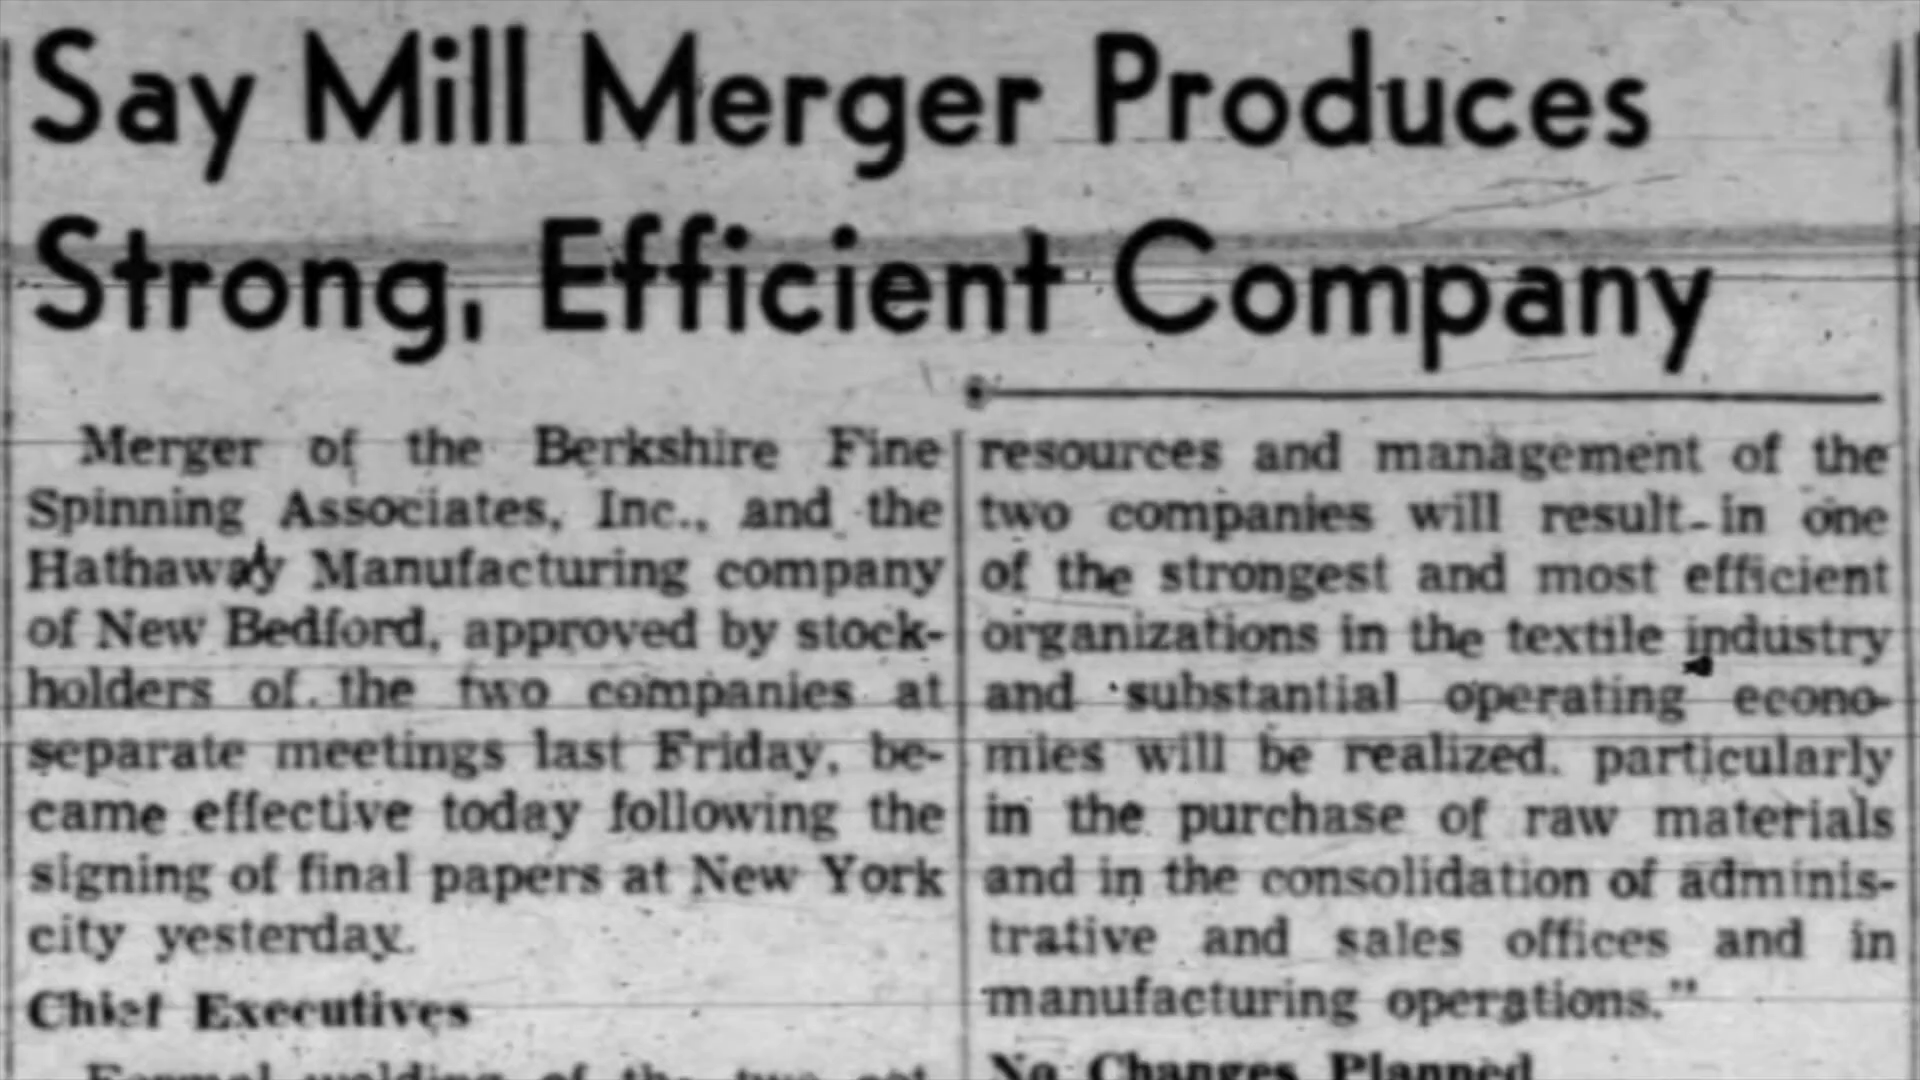 Say Mill Merger Produces
Strong, Efficient Company
Merger of the Berkshire Fine
Spinning Associates, Inc., and the
Hathaway Manufacturing company
of New Bedford, approved by stock-
holders of the two companies at
separate meetings last Friday, be-
came effective today following the
signing of final papers at New York
city yesterday.
Chief Executives
Formal welding of the two
resources and management of the
two companies will result in one
of the strongest and most efficient
organizations in the textile industry
and substantial operating econo-
mies will be realized, particularly
in the purchase of raw materials
and in the consolidation of adminis-
trative and sales offices and in
manufacturing operations."
No Changes Planned